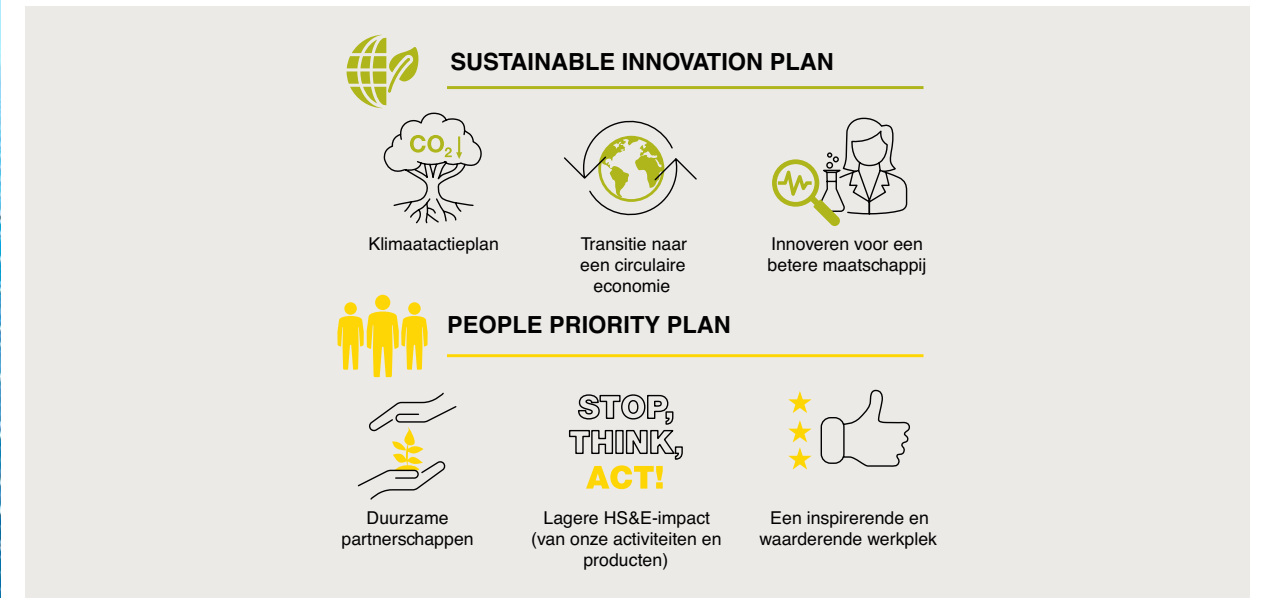 SUSTAINABLE INNOVATION PLAN
CO₂
Klimaatactieplan
Transitie naar
een circulaire
economie
Innoveren voor een
betere maatschappij
PEOPLE PRIORITY PLAN
Duurzame
partnerschappen
STOP,
THINK,
ACT!
Lagere HS&E-impact
(van onze activiteiten en
producten)
Een inspirerende en
waarderende werkplek